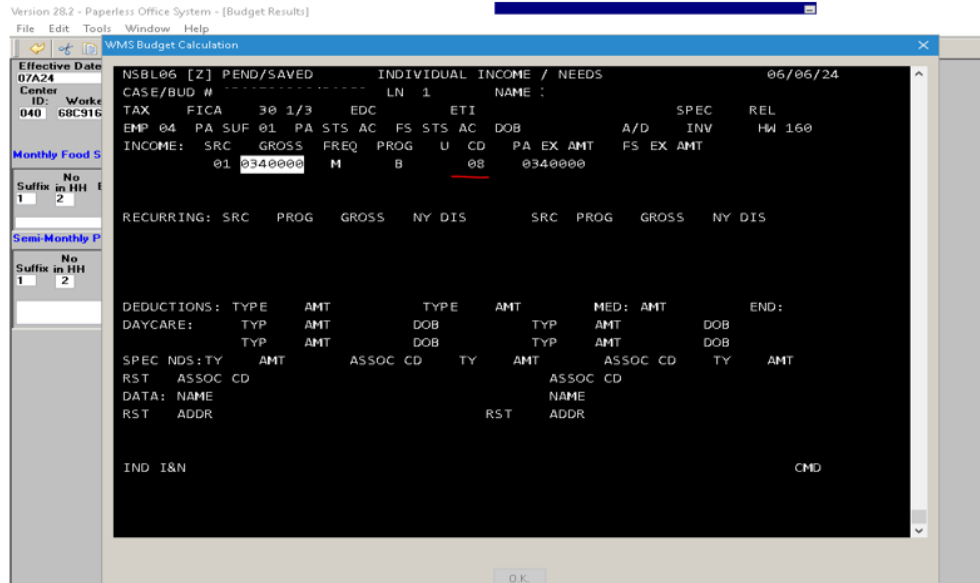 Version 28.2 - Paperless Office System - [Budget Results]
File Edit Tools Window Help
WMS Budget Calculation
Effective Date
07A24
Center
ID: Worke
040 68C916
Monthly Food S
No
Suffix in HH
1 2
Semi-Monthly P
No
Suffix in HH
1 2
NSBL06 [Z] PEND/SAVED INDIVIDUAL INCOME / NEEDS 06/06/24
CASE/BUD # LN 1 NAME
TAX FICA 30 1/3 EDC ETI SPEC REL
EMP 04 PA SUF 01 PA STS AC FS STS AC DOB A/D INV HW 160
INCOME: SRC GROSS FREQ PROG U CD PA EX AMT FS EX AMT
01 0340000 M B 08 0340000
RECURRING: SRC PROG GROSS NY DIS SRC PROG GROSS NY DIS
DEDUCTIONS: TYPE AMT TYPE AMT MED: AMT END:
DAYCARE: TYP AMT DOB TYP AMT DOB
TYP AMT DOB TYP AMT DOB
SPEC NDS:TY AMT ASSOC CD TY AMT ASSOC CD TY AMT
RST ASSOC CD ASSOC CD
DATA: NAME NAME
RST ADDR RST ADDR
IND I&N CMD
O.K.